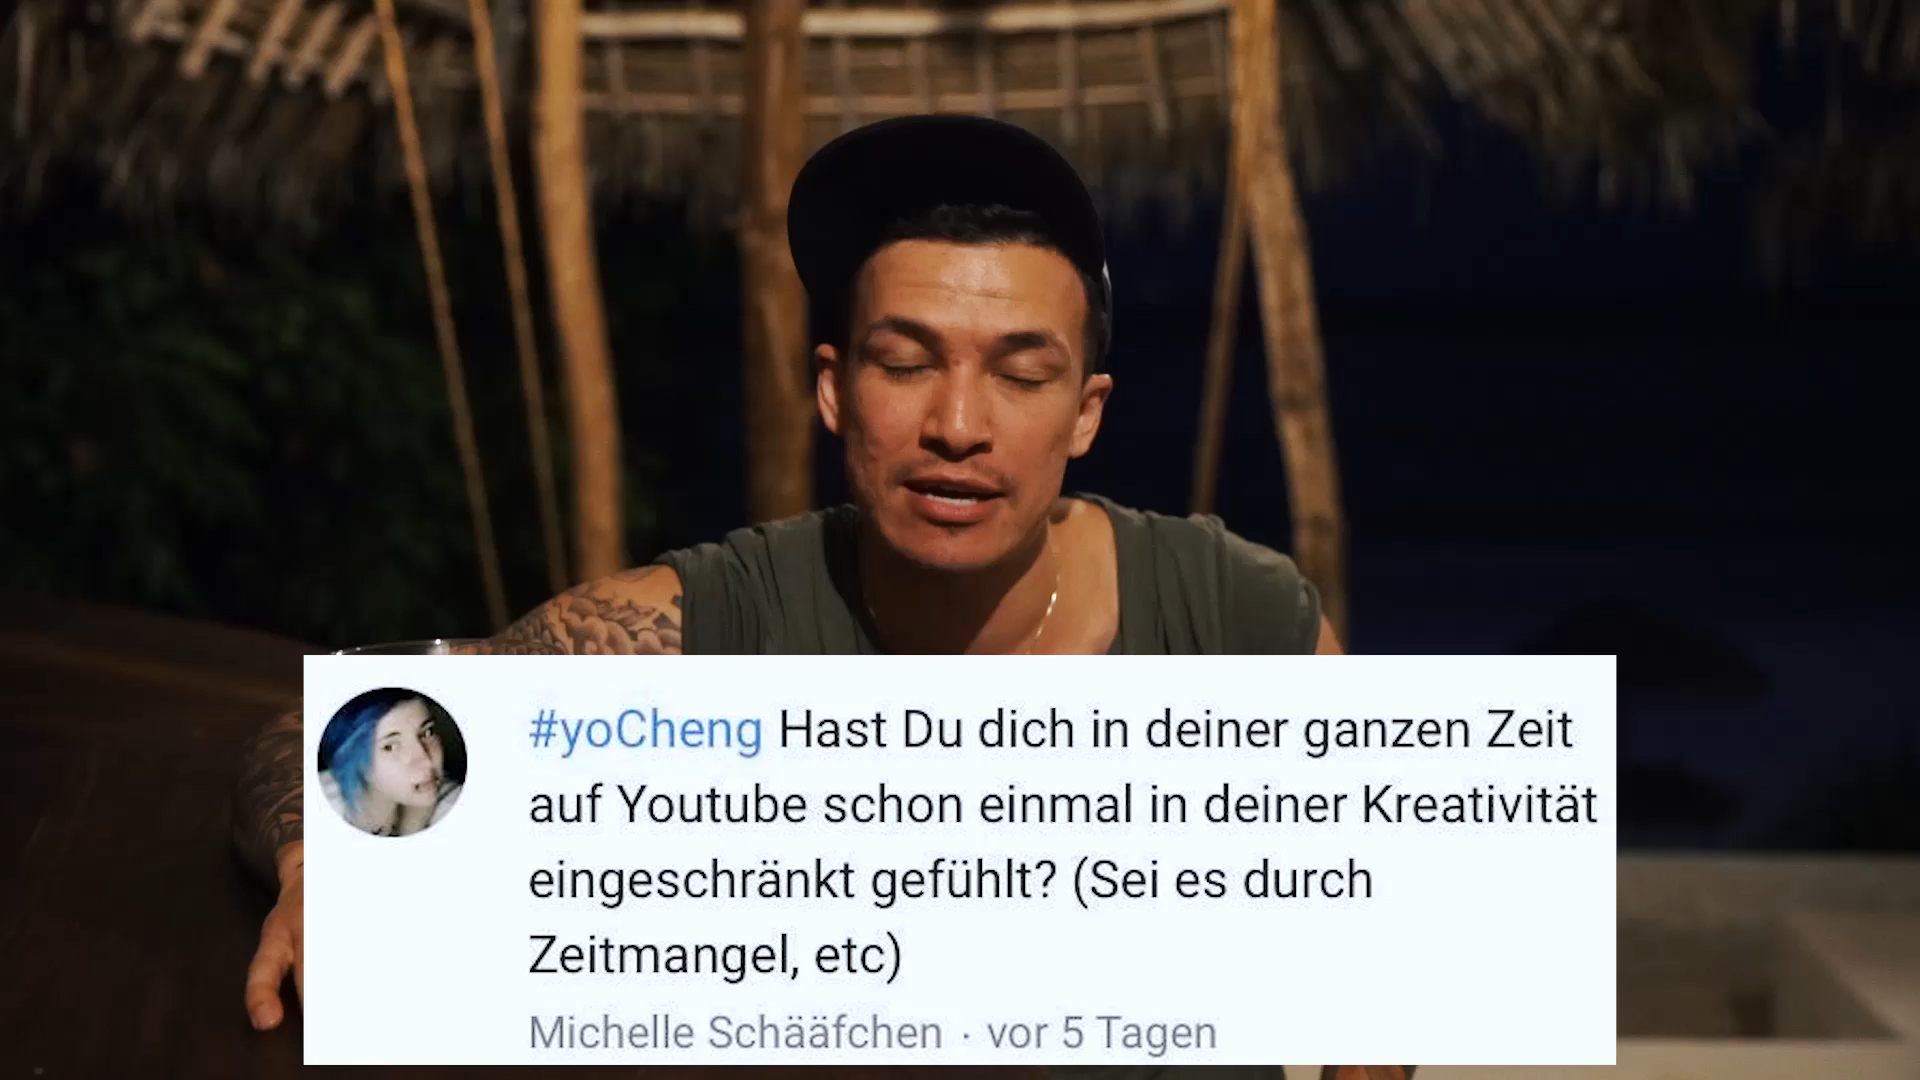 #yoCheng Hast Du dich in deiner ganzen Zeit
auf Youtube schon einmal in deiner Kreativität
eingeschränkt gefühlt? (Sei es durch
Zeitmangel, etc)
Michelle Schääfchen · vor 5 Tagen